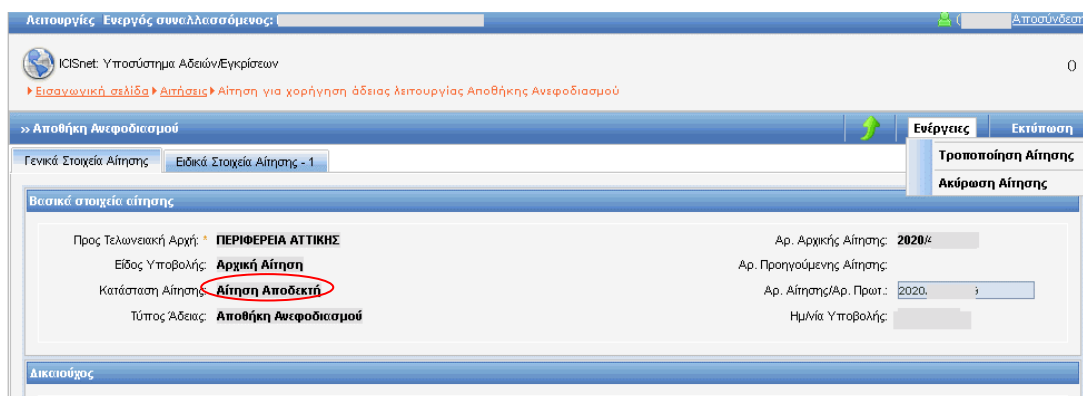 Λειτουργίες Ενεργός συναλλασσόμενος: ( ( Αποσύνδεση
ICISnet: Υποσύστημα Αδειών/Εγκρίσεων 0
Εισαγωγική σελίδα Αιτήσεις Αίτηση για χορήγηση άδειας λειτουργίας Αποθήκης Ανεφοδιασμού
» Αποθήκη Ανεφοδιασμού Ενέργειες Εκτύπωση
Τροποποίηση Αίτησης
Ακύρωση Αίτησης
Γενικά Στοιχεία Αίτησης Ειδικά Στοιχεία Αίτησης - 1
Βασικά στοιχεία αίτησης
Προς Τελωνειακή Αρχή: * ΠΕΡΙΦΕΡΕΙΑ ΑΤΤΙΚΗΣ Αρ. Αρχικής Αίτησης: 2020/
Είδος Υποβολής: Αρχική Αίτηση Αρ. Προηγούμενης Αίτησης:
Κατάσταση Αίτησης: Αίτηση Αποδεκτή Αρ. Αίτησης/Αρ. Πρωτ.: 2020
Τύπος Άδειας: Αποθήκη Ανεφοδιασμού Ημ/νία Υποβολής:
Δικαιούχος